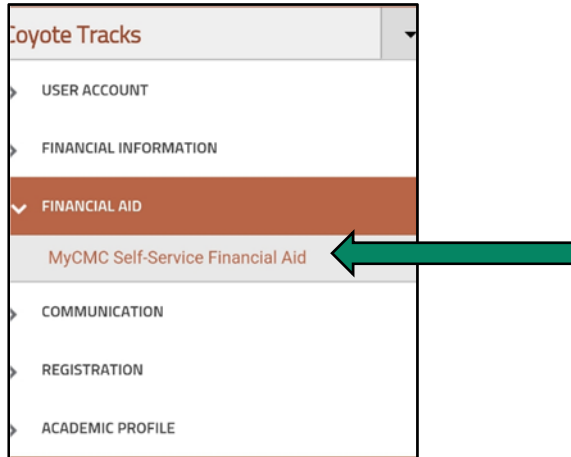 Coyote Tracks
USER ACCOUNT
FINANCIAL INFORMATION
FINANCIAL AID
MyCMC Self-Service Financial Aid
COMMUNICATION
REGISTRATION
ACADEMIC PROFILE